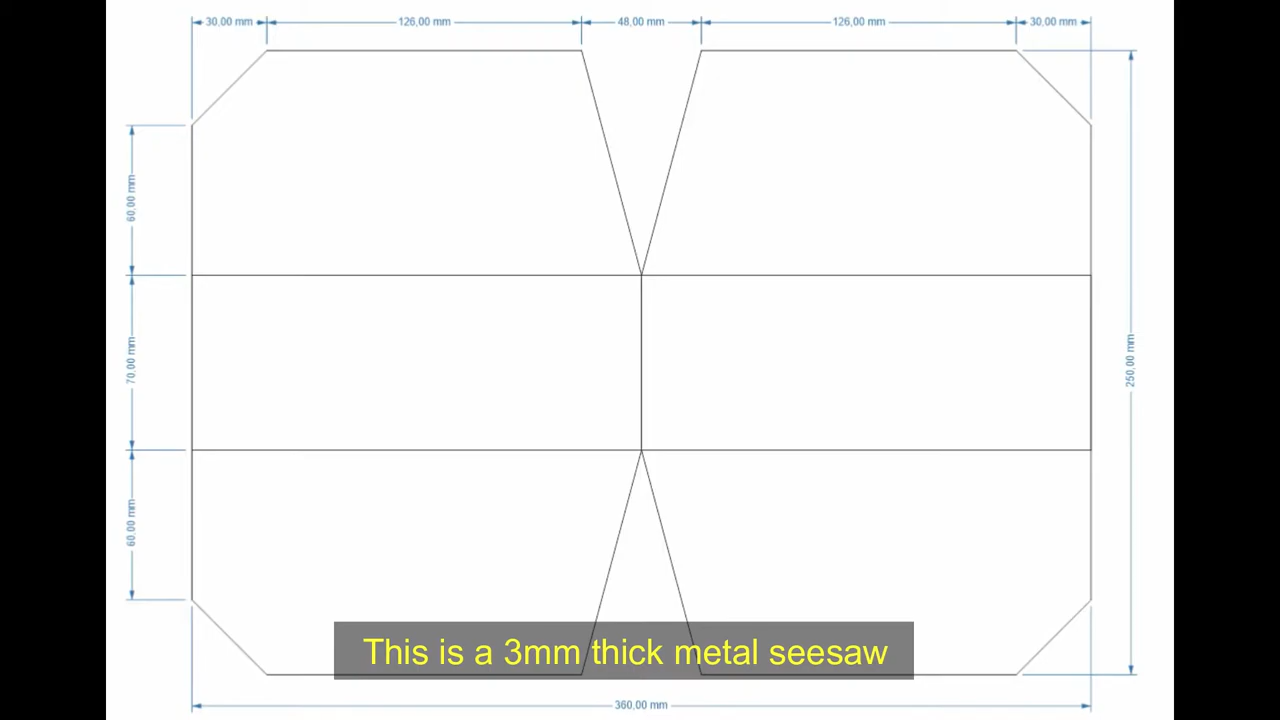 30,00 mm 126,00 mm 48,00 mm 126,00 mm 30,00 mm
60,00 mm
70,00 mm
250,00 mm
60,00 mm
This is a 3mm thick metal seesaw
360,00 mm